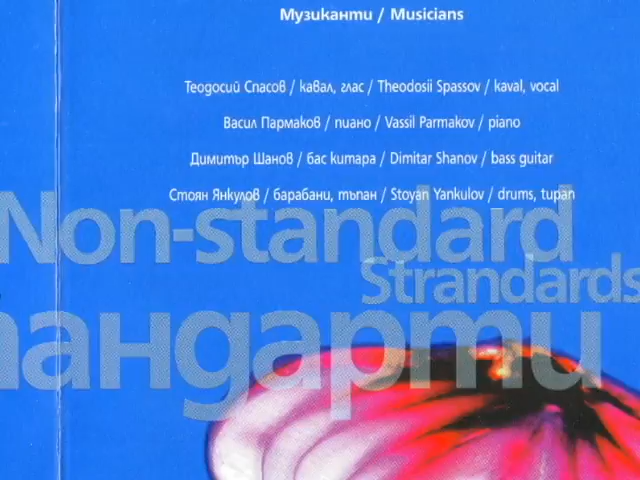 Музиканти / Musicians
Теодосий Спасов / кавал, глас / Theodosii Spassov / kaval, vocal
Васил Пармаков / пиано / Vassil Parmakov / piano
Димитър Шанов / бас китара / Dimitar Shanov / bass guitar
Стоян Янкулов / барабани, тъпан / Stoyan Yankulov / drums, tupan
Non-standard
Strandards
андарти